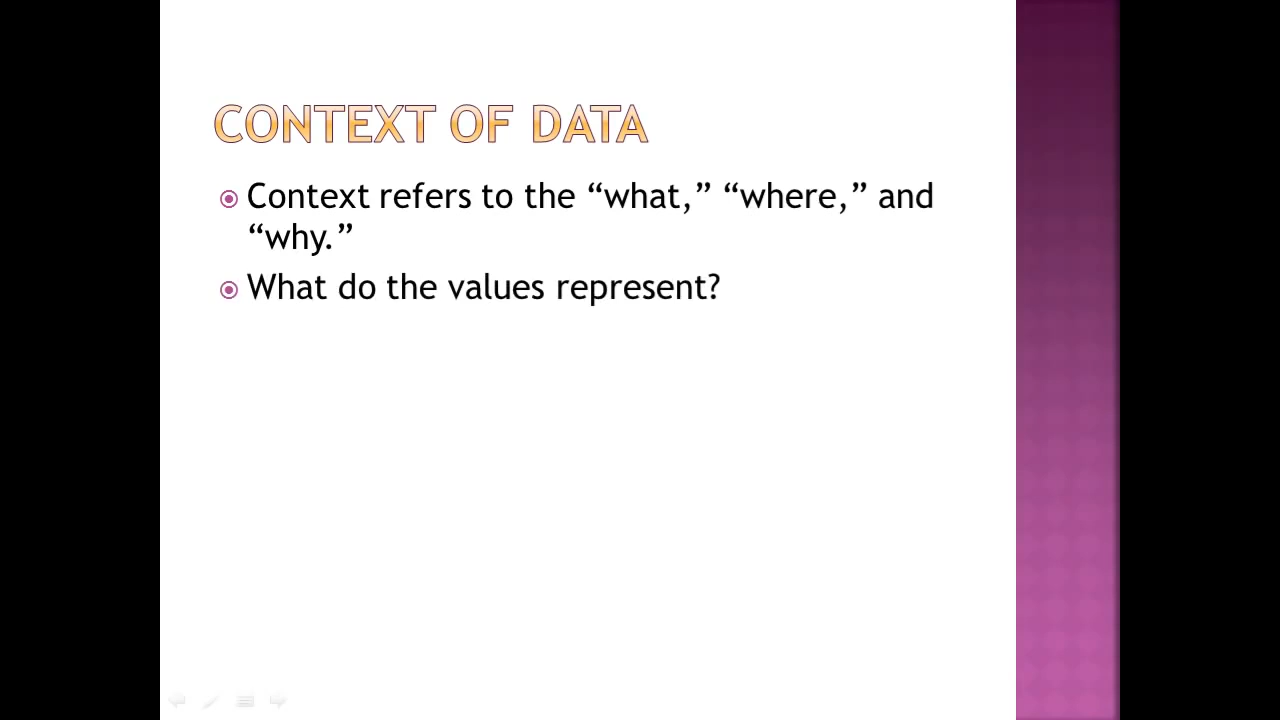 CONTEXT OF DATA
Context refers to the “what,” “where,” and
“why.”
What do the values represent?